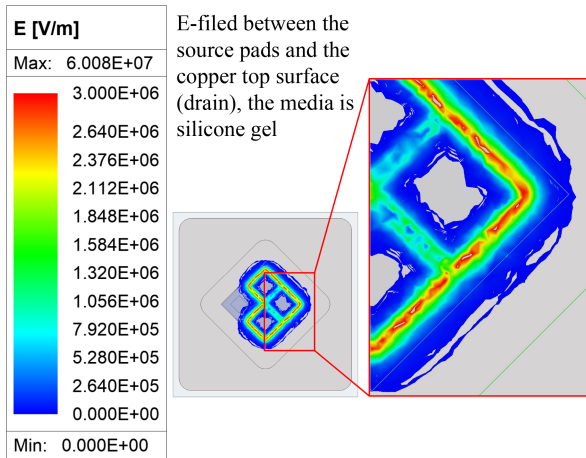 E [V/m]
Max: 6.008E+07
3.000E+06
2.640E+06
2.376E+06
2.112E+06
1.848E+06
1.584E+06
1.320E+06
1.056E+06
7.920E+05
5.280E+05
2.640E+05
0.000E+00
Min: 0.000E+00
E-filed between the
source pads and the
copper top surface
(drain), the media is
silicone gel